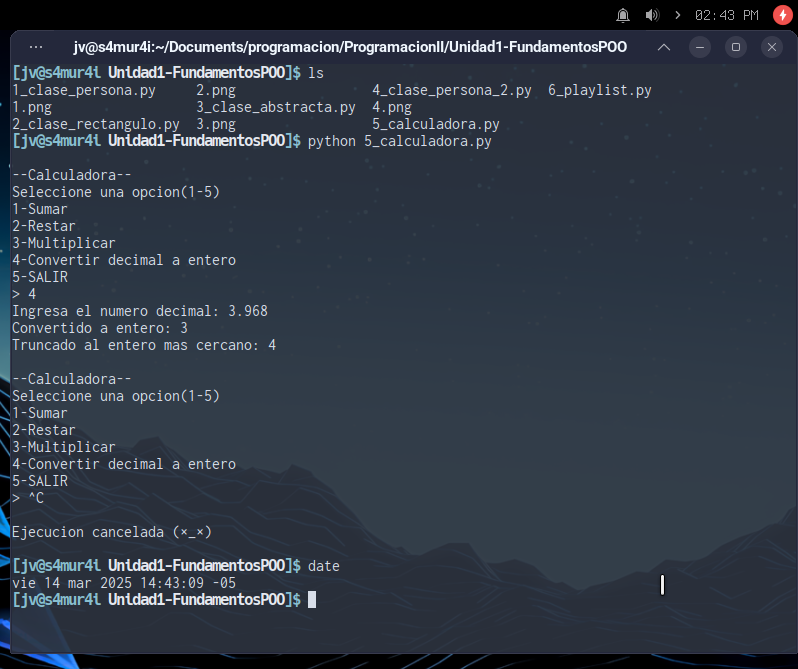 02:43 PM
jv@s4mur4i:~/Documents/programacion/ProgramacionII/Unidad1-FundamentosPOO
[jv@s4mur4i Unidad1-FundamentosPOO]$ ls
1_clase_persona.py 2.png 4_clase_persona_2.py 6_playlist.py
1.png 3_clase_abstracta.py 4.png
2_clase_rectangulo.py 3.png 5_calculadora.py
[jv@s4mur4i Unidad1-FundamentosPOO]$ python 5_calculadora.py
--Calculadora--
Seleccione una opcion(1-5)
1-Sumar
2-Restar
3-Multiplicar
4-Convertir decimal a entero
5-SALIR
> 4
Ingresa el numero decimal: 3.968
Convertido a entero: 3
Truncado al entero mas cercano: 4
--Calculadora--
Seleccione una opcion(1-5)
1-Sumar
2-Restar
3-Multiplicar
4-Convertir decimal a entero
5-SALIR
> ^C
Ejecucion cancelada (×_×)
[jv@s4mur4i Unidad1-FundamentosPOO]$ date
vie 14 mar 2025 14:43:09 -05
[jv@s4mur4i Unidad1-FundamentosPOO]$